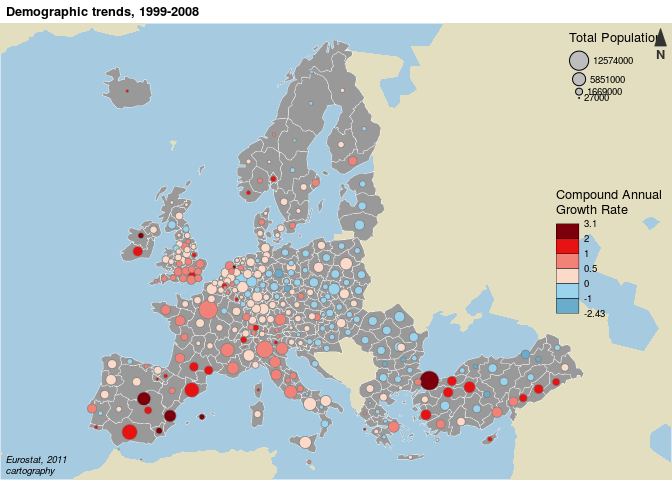 Demographic trends, 1999-2008
Total Population
N
12574000
5851000
1669000
27000
Compound Annual
Growth Rate
3.1
2
1
0.5
0
-1
-2.43
Eurostat, 2011
cartography